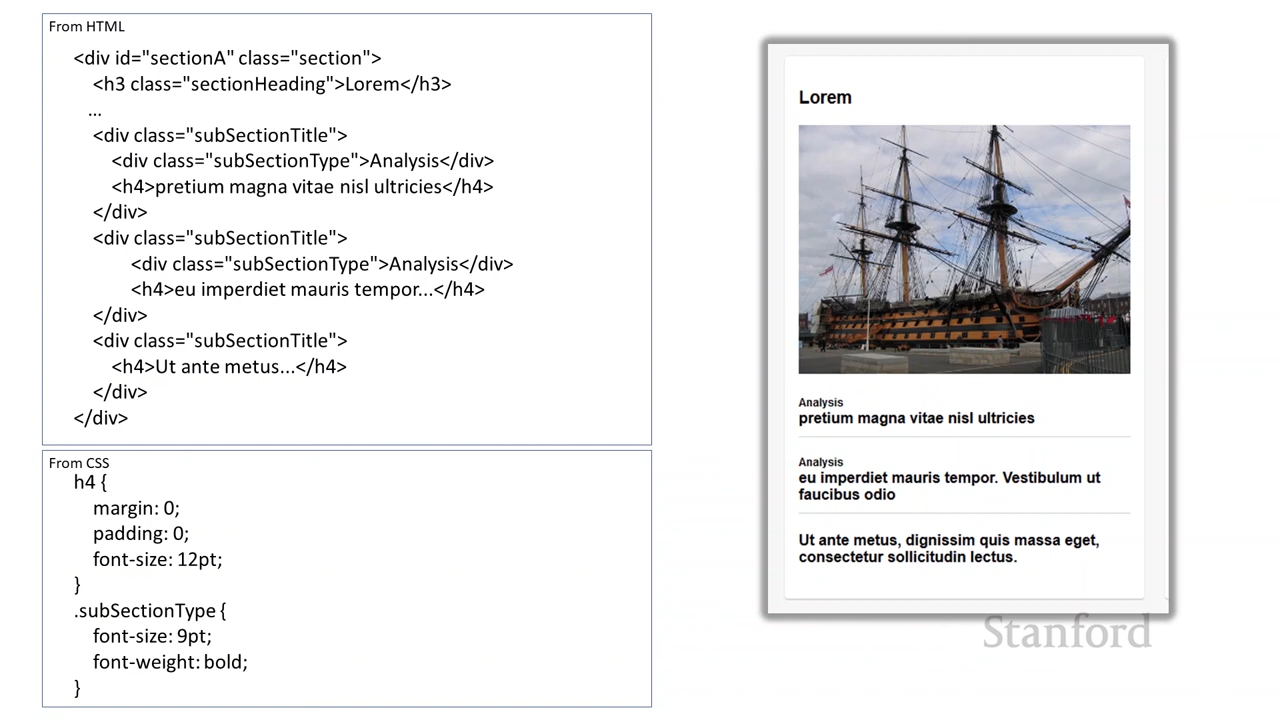 From HTML
<div id="sectionA" class="section">
<h3 class="sectionHeading">Lorem</h3>
...
<div class="subSectionTitle">
<div class="subSectionType">Analysis</div>
<h4>pretium magna vitae nisl ultricies</h4>
</div>
<div class="subSectionTitle">
<div class="subSectionType">Analysis</div>
<h4>eu imperdiet mauris tempor...</h4>
</div>
<div class="subSectionTitle">
<h4>Ut ante metus...</h4>
</div>
</div>
From CSS
h4 {
margin: 0;
padding: 0;
font-size: 12pt;
}
.subSectionType {
font-size: 9pt;
font-weight: bold;
}
Lorem
Analysis
pretium magna vitae nisl ultricies
Analysis
eu imperdiet mauris tempor. Vestibulum ut
faucibus odio
Ut ante metus, dignissim quis massa eget,
consectetur sollicitudin lectus.
Stanford